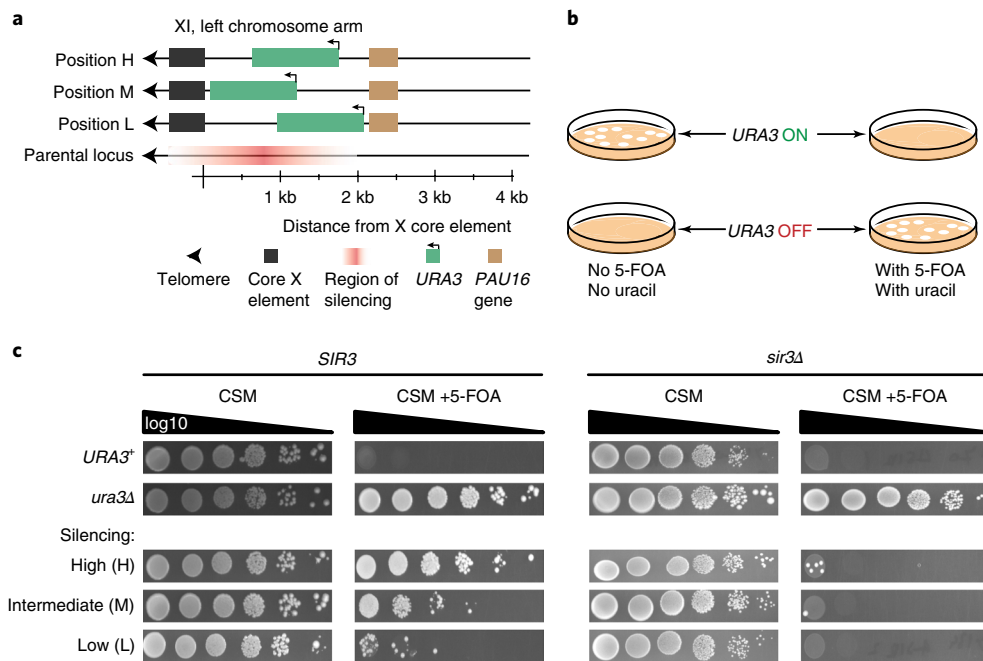 a
XI, left chromosome arm
Position H
Position M
Position L
Parental locus
1 kb 2 kb 3 kb 4 kb
Distance from X core element
Telomere
Core X
element
Region of
silencing
URA3
PAU16
gene
b
URA3 ON
URA3 OFF
No 5-FOA
No uracil
With 5-FOA
With uracil
c
SIR3
sir3Δ
CSM
CSM +5-FOA
CSM
CSM +5-FOA
log10
URA3+
ura3Δ
Silencing:
High (H)
Intermediate (M)
Low (L)